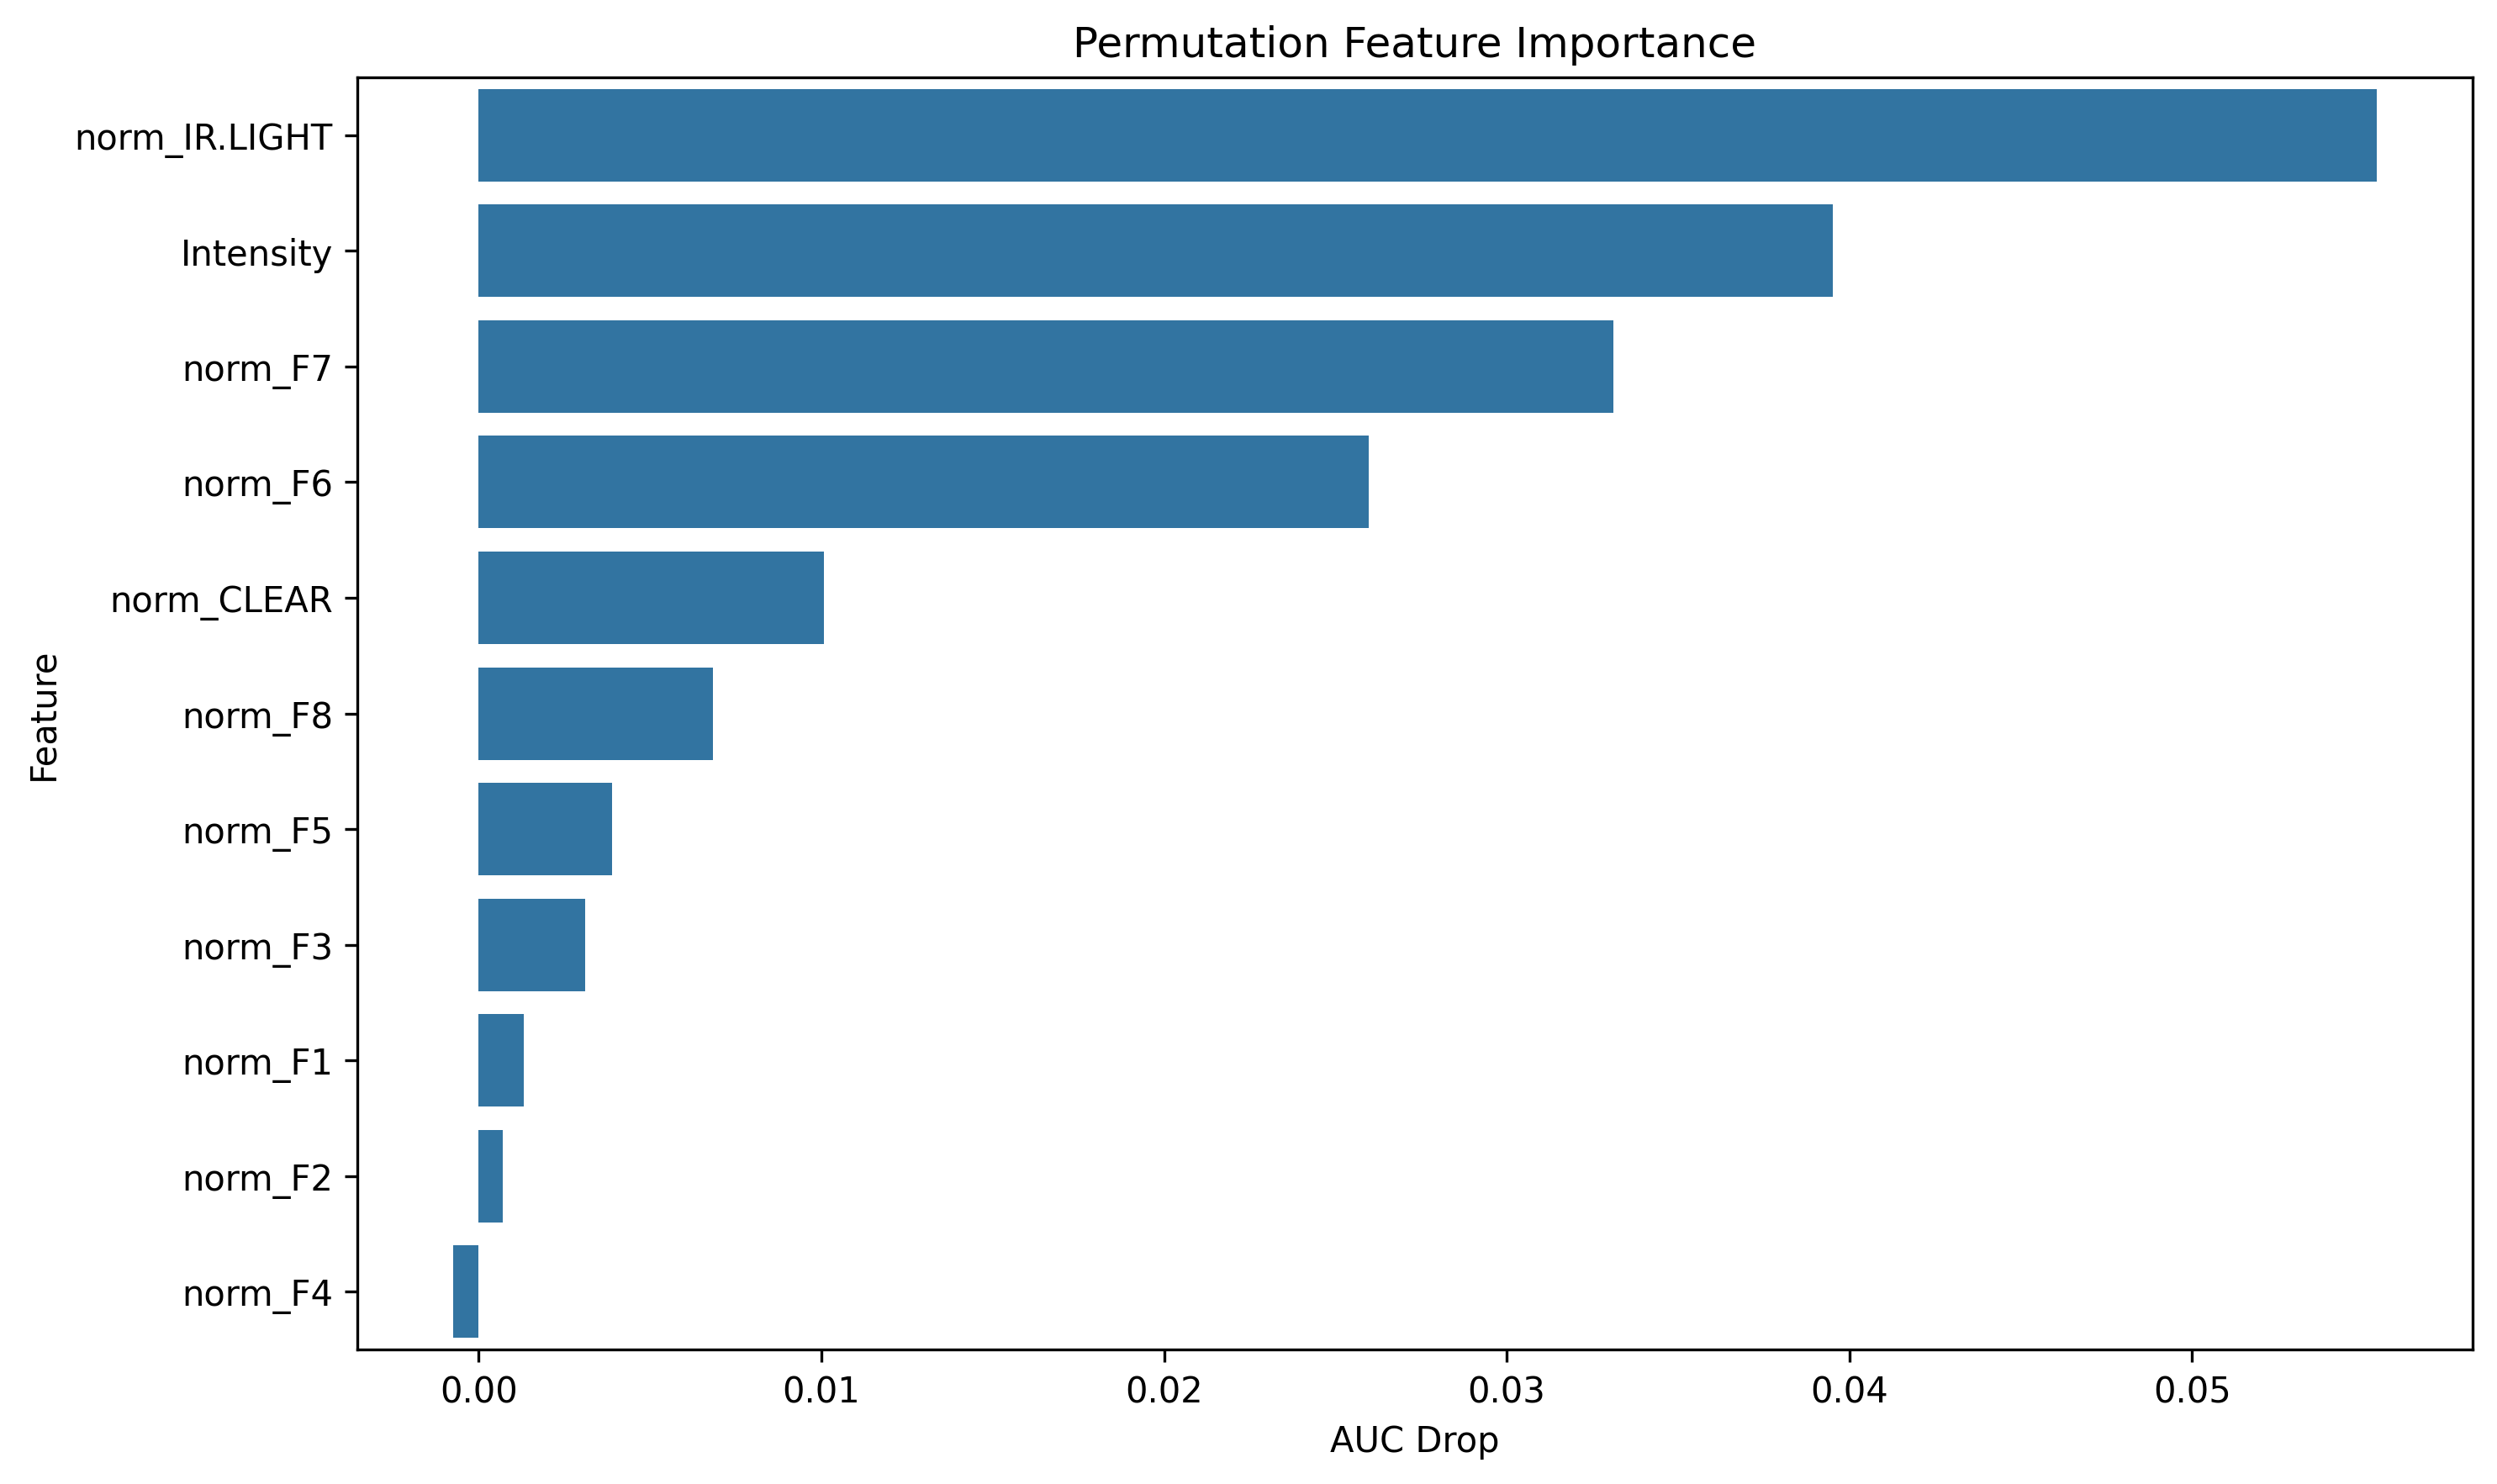 Permutation Feature Importance
Feature
norm_IR.LIGHT
Intensity
norm_F7
norm_F6
norm_CLEAR
norm_F8
norm_F5
norm_F3
norm_F1
norm_F2
norm_F4
0.00 0.01 0.02 0.03 0.04 0.05
AUC Drop